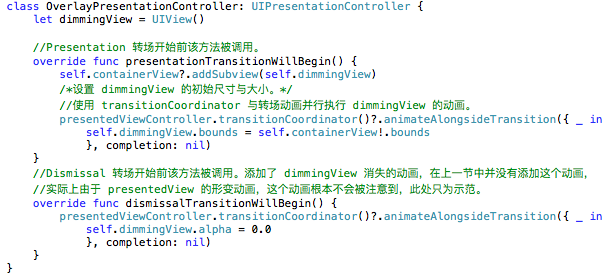 class OverlayPresentationController: UIPresentationController {
    let dimmingView = UIView()

    //Presentation 转场开始前该方法被调用。
    override func presentationTransitionWillBegin() {
        self.containerView?.addSubview(self.dimmingView)
        /*设置 dimmingView 的初始尺寸与大小。*/
        //使用 transitionCoordinator 与转场动画并行执行 dimmingView 的动画。
        presentedViewController.transitionCoordinator()?.animateAlongsideTransition({ _ in
            self.dimmingView.bounds = self.containerView!.bounds
            }, completion: nil)
    }
    //Dismissal 转场开始前该方法被调用。添加了 dimmingView 消失的动画，在上一节中并没有添加这个动画，
    //实际上由于 presentedView 的形变动画，这个动画根本不会被注意到，此处只为示范。
    override func dismissalTransitionWillBegin() {
        presentedViewController.transitionCoordinator()?.animateAlongsideTransition({ _ in
            self.dimmingView.alpha = 0.0
            }, completion: nil)
    }
}